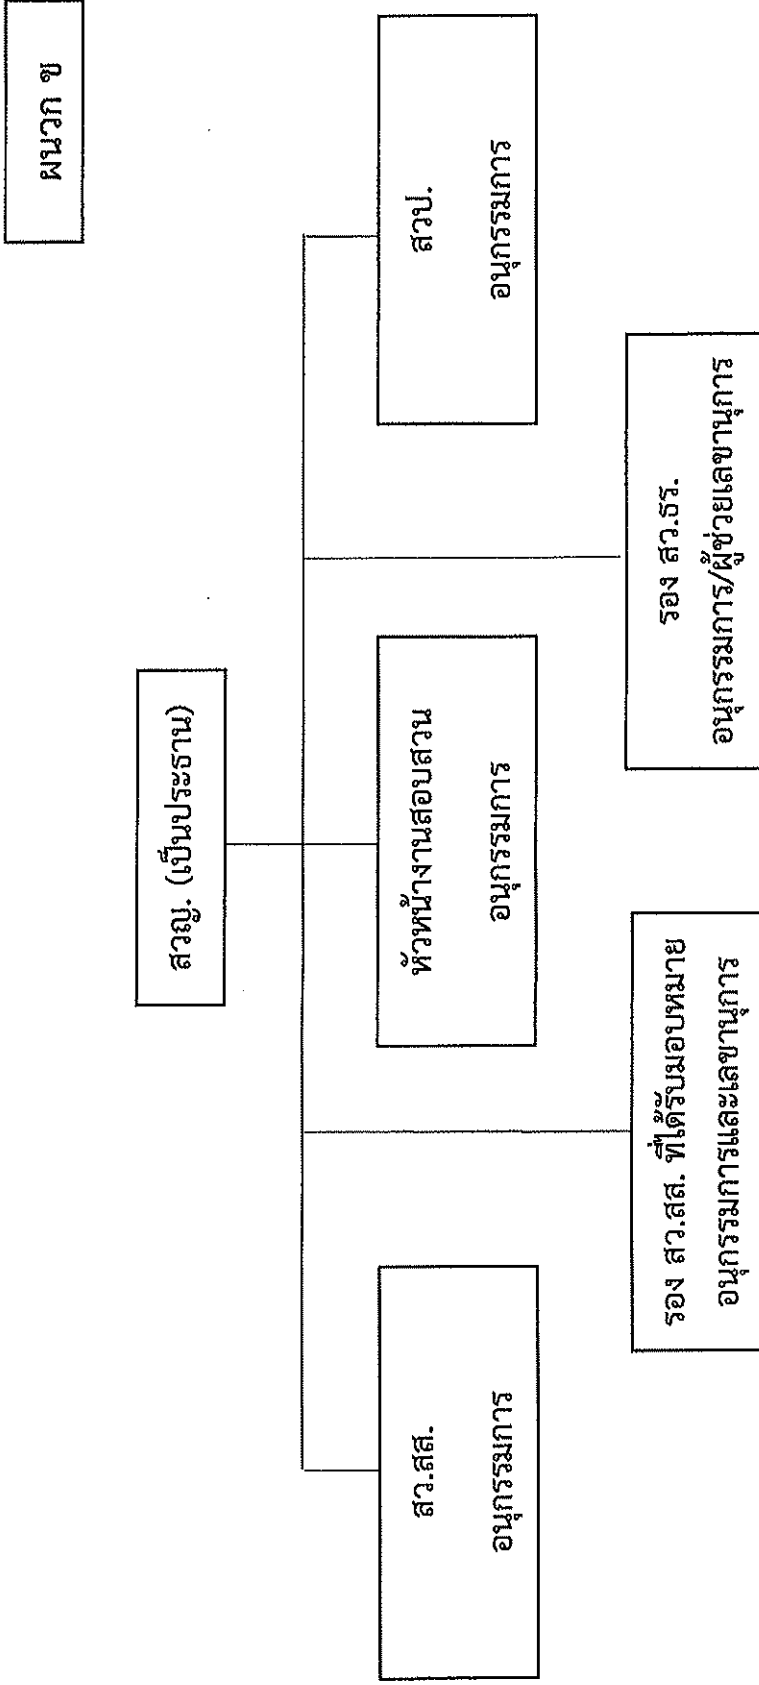 ผนวก ข
สวญ. (เป็นประธาน)
สว.สส.
อนุกรรมการ
หัวหน้างานสอบสวน
อนุกรรมการ
สวป.
อนุกรรมการ
รอง สว.สส. ที่ได้รับมอบหมาย
อนุกรรมการและเลขานุการ
รอง สว.ธร.
อนุกรรมการ/ผู้ช่วยเลขานุการ